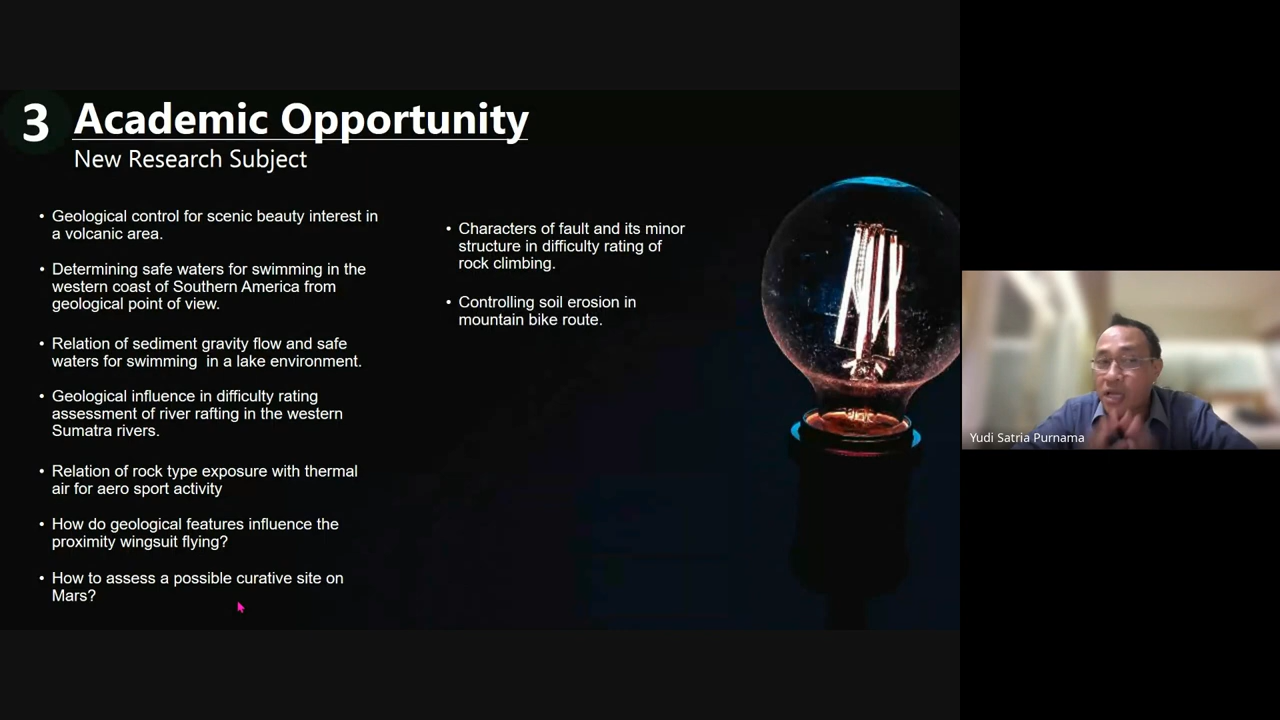 3
Academic Opportunity
New Research Subject
• Geological control for scenic beauty interest in
a volcanic area.
• Determining safe waters for swimming in the
western coast of Southern America from
geological point of view.
• Relation of sediment gravity flow and safe
waters for swimming  in a lake environment.
• Geological influence in difficulty rating
assessment of river rafting in the western
Sumatra rivers.
• Relation of rock type exposure with thermal
air for aero sport activity
• How do geological features influence the
proximity wingsuit flying?
• How to assess a possible curative site on
Mars?
• Characters of fault and its minor
structure in difficulty rating of
rock climbing.
• Controlling soil erosion in
mountain bike route.
Yudi Satria Purnama